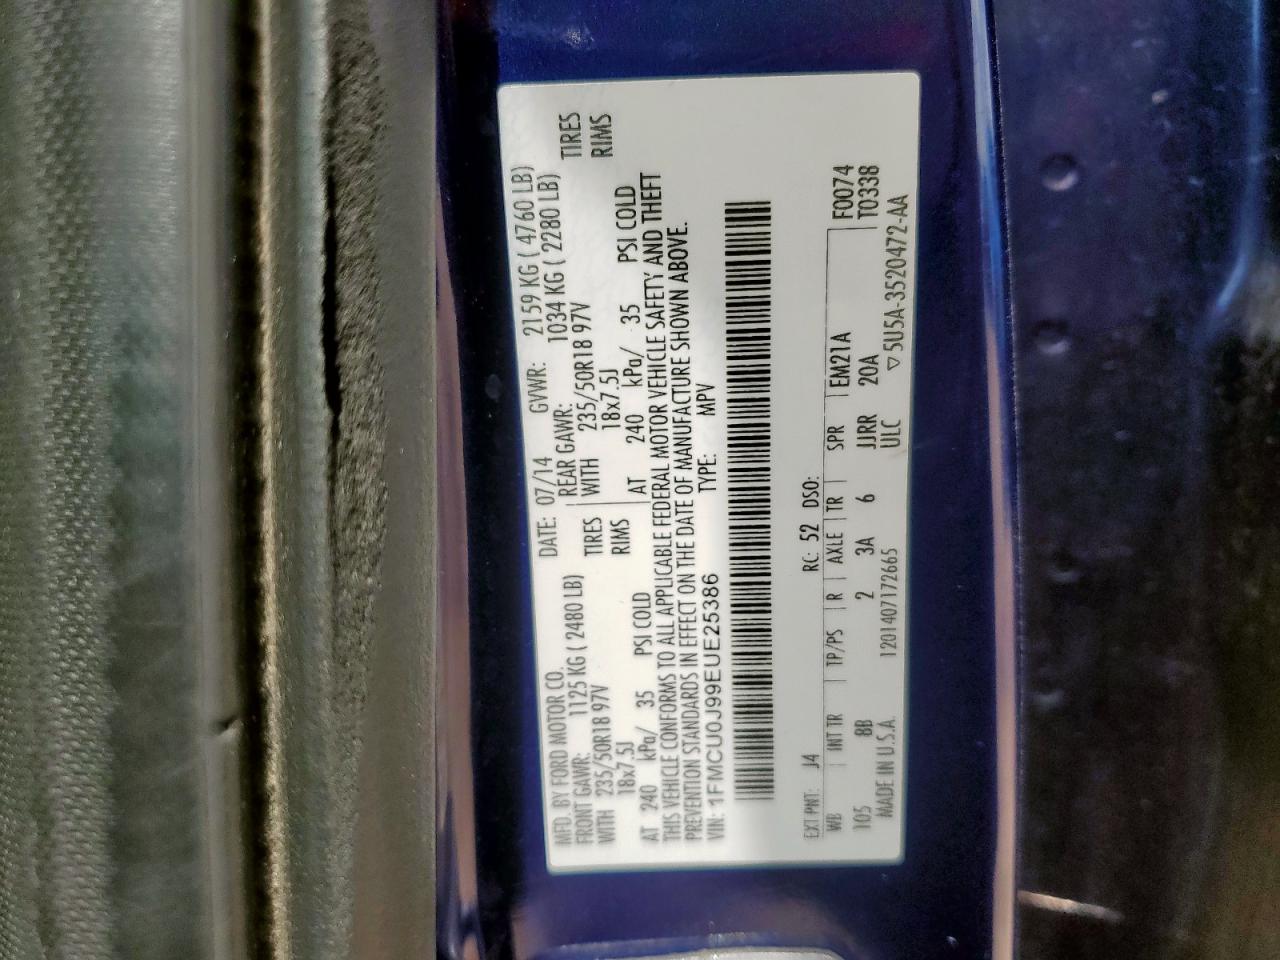 MFD. BY FORD MOTOR CO. DATE: 07/14 GVWR: 2159 KG ( 4760 LB)
FRONT GAWR: 1125 KG ( 2480 LB) REAR GAWR: 1034 KG ( 2280 LB)
WITH 235/50R18 97V TIRES WITH 235/50R18 97V TIRES
18x7.5J RIMS 18x7.5J RIMS
AT 240 kPa/ 35 PSI COLD AT 240 kPa/ 35 PSI COLD
THIS VEHICLE CONFORMS TO ALL APPLICABLE FEDERAL MOTOR VEHICLE SAFETY AND THEFT
PREVENTION STANDARDS IN EFFECT ON THE DATE OF MANUFACTURE SHOWN ABOVE.
VIN: 1FMCU0J99EUE25386 TYPE: MPV
EXT PNT: J4 RC: 52 DSO:
WB INT TR TP/PS R AXLE TR SPR EM21A F0074
105 8B 2 3A 6 JJRR 20A T0338
MADE IN U.S.A. 1201407172665 ULC ▽ 5U5A-3520472-AA